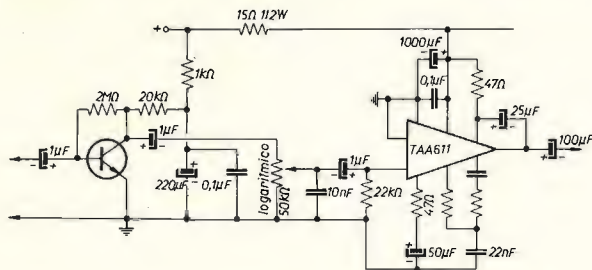 +
15Ω 1/2W
1000µF
+
-
47Ω
1kΩ
0,1µF
2MΩ
20kΩ
25µF
+
-
1µF
+
-
1µF
-
+
1µF
-
+
TAA611
100µF
+
-
logarítmico
50kΩ
220µF
+
-
0,1µF
10nF
22kΩ
47Ω
50µF
+
-
22nF